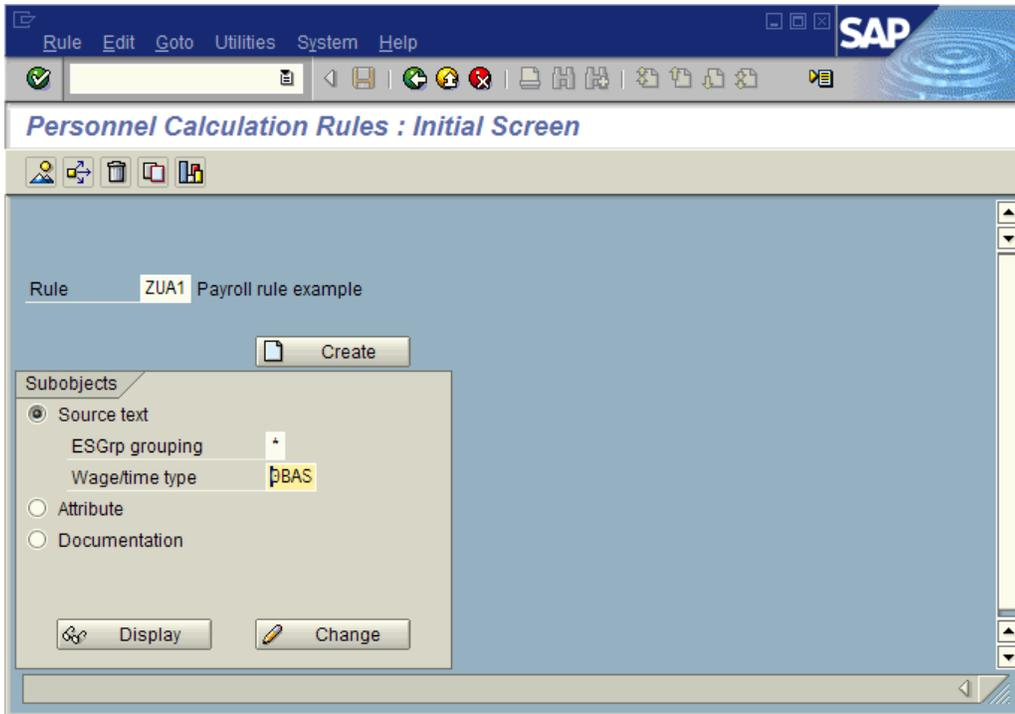 Rule Edit Goto Utilities System Help
SAP
Personnel Calculation Rules : Initial Screen
Rule ZUA1 Payroll rule example
Create
Subobjects
Source text
ESGrp grouping *
Wage/time type 0BAS
Attribute
Documentation
Display Change